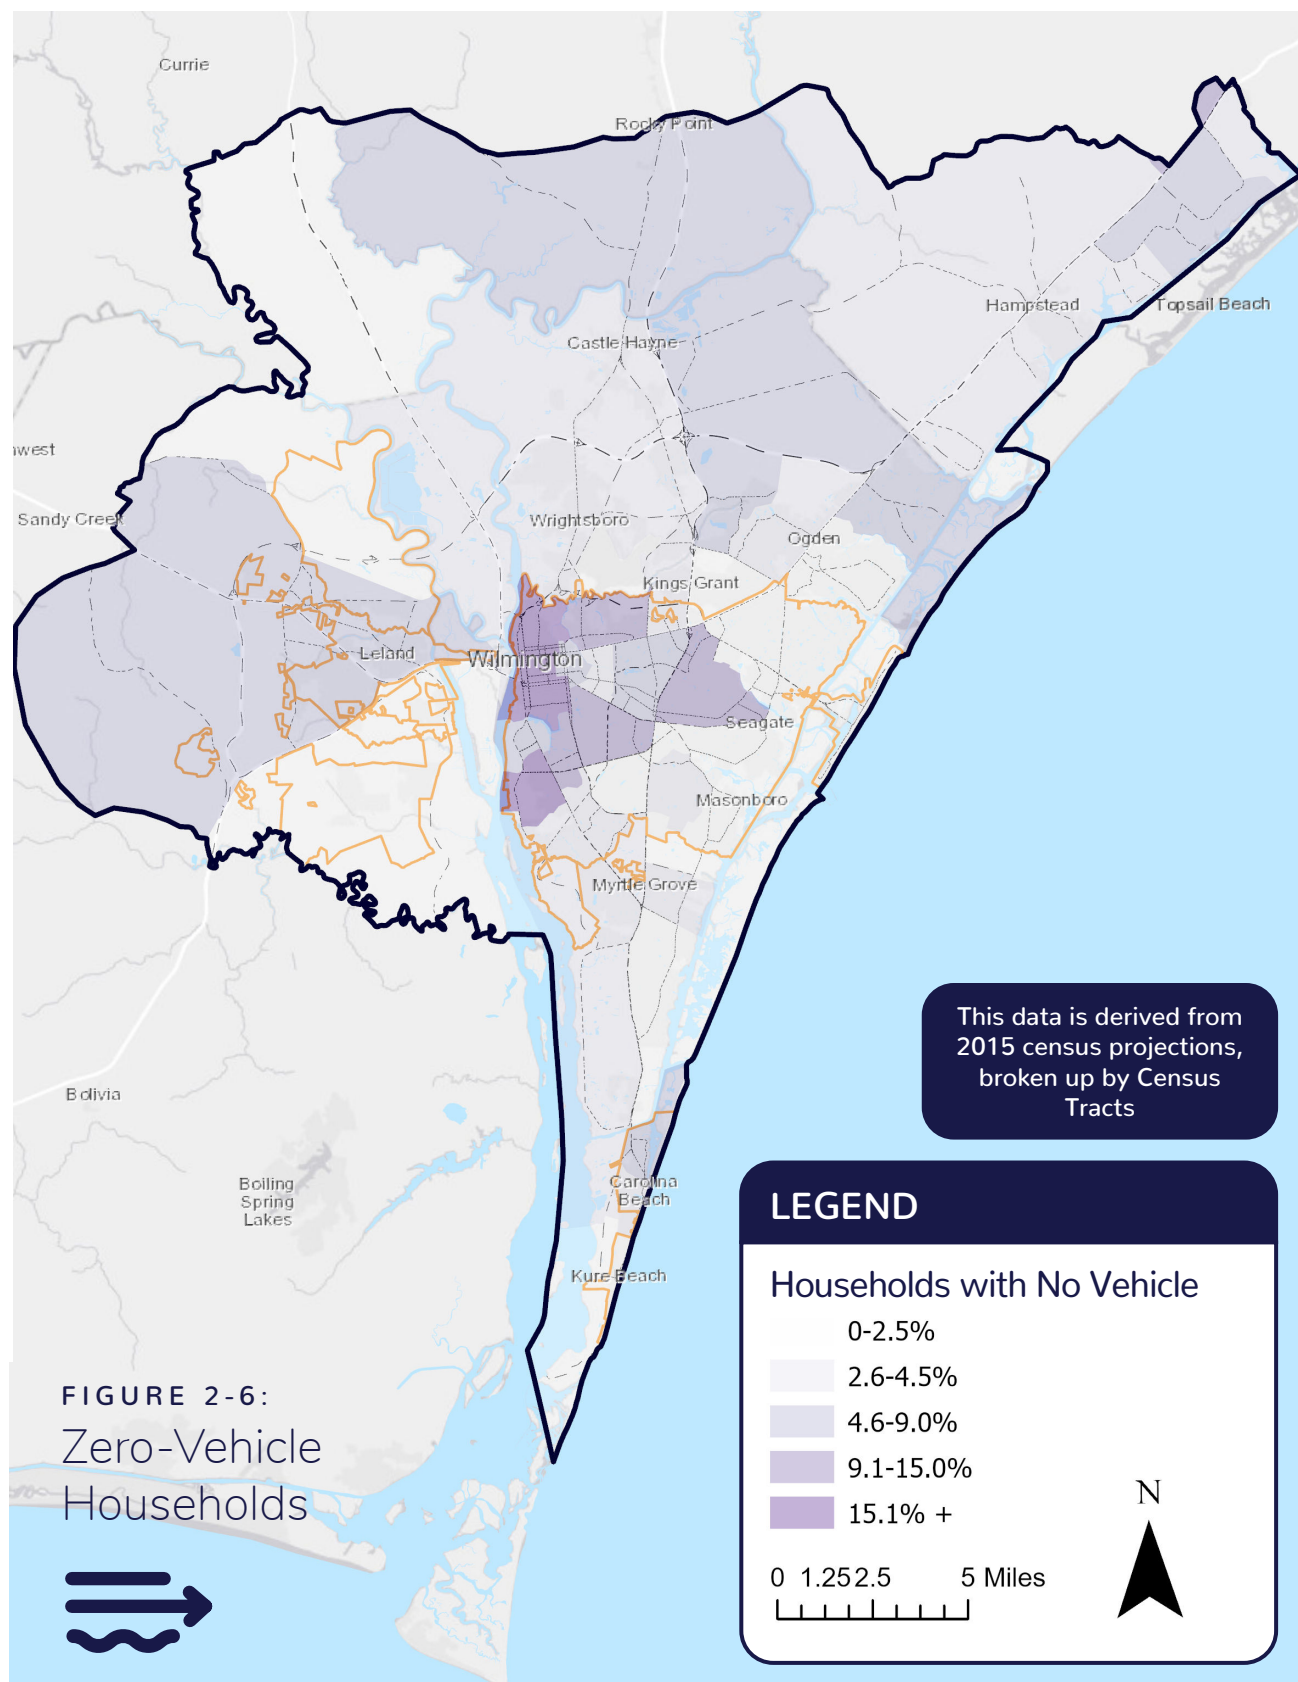 Currie
Rocky Point
Hampstead
Topsail Beach
Castle Hayne
west
Sandy Creek
Wrightsboro
Ogden
Kings Grant
Leland
Wilmington
Seagate
Masonboro
Myrtle Grove
Bolivia
Boiling
Spring
Lakes
Carolina
Beach
Kure Beach
This data is derived from
2015 census projections,
broken up by Census
Tracts
LEGEND
Households with No Vehicle
0-2.5%
2.6-4.5%
4.6-9.0%
9.1-15.0%
15.1% +
N
0 1.25 2.5 5 Miles
FIGURE 2-6:
Zero-Vehicle
Households